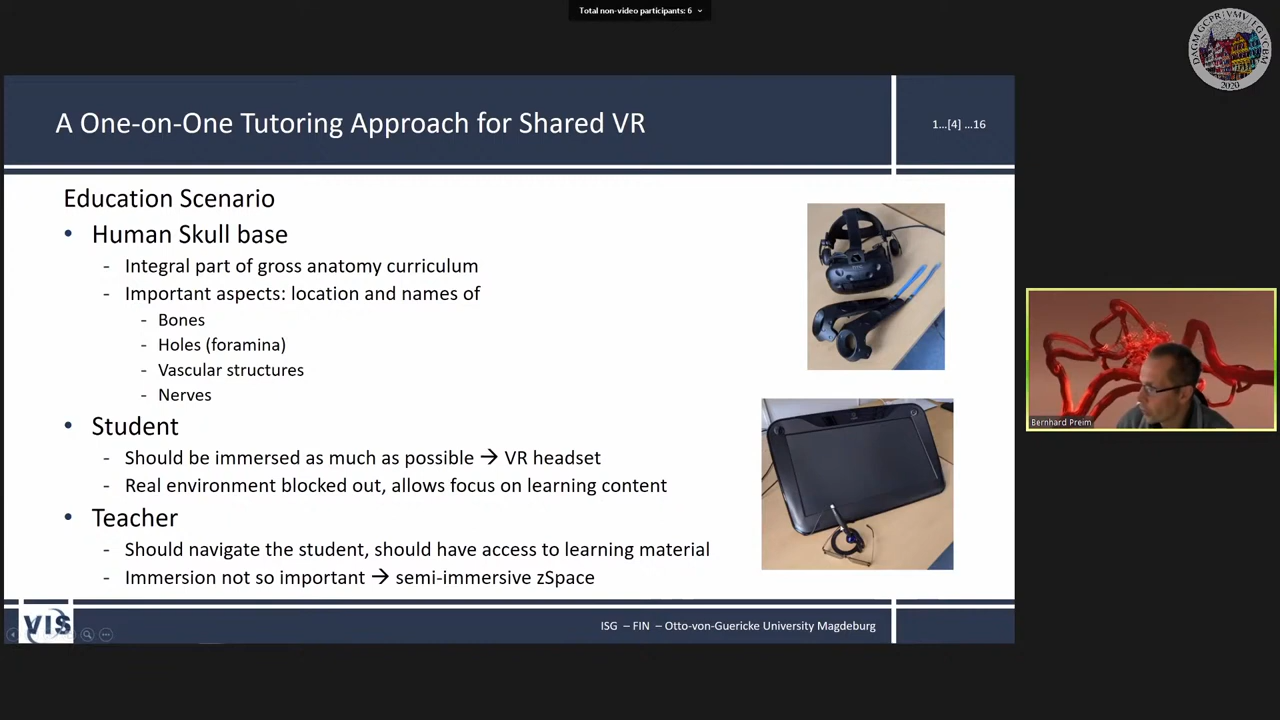 Total non-video participants: 6
DAGM GCPR | VMV | EG VCBM
2020
A One-on-One Tutoring Approach for Shared VR
1...[4] ...16
Education Scenario
• Human Skull base
- Integral part of gross anatomy curriculum
- Important aspects: location and names of
- Bones
- Holes (foramina)
- Vascular structures
- Nerves
• Student
- Should be immersed as much as possible → VR headset
- Real environment blocked out, allows focus on learning content
• Teacher
- Should navigate the student, should have access to learning material
- Immersion not so important → semi-immersive zSpace
Bernhard Preim
VIS
ISG – FIN – Otto-von-Guericke University Magdeburg